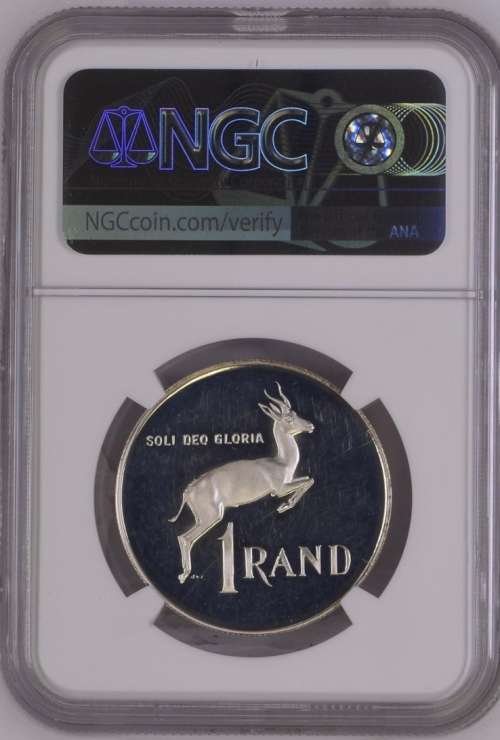 NGC
NGCcoin.com/verify
ANA
SOLI DEO GLORIA
1 RAND